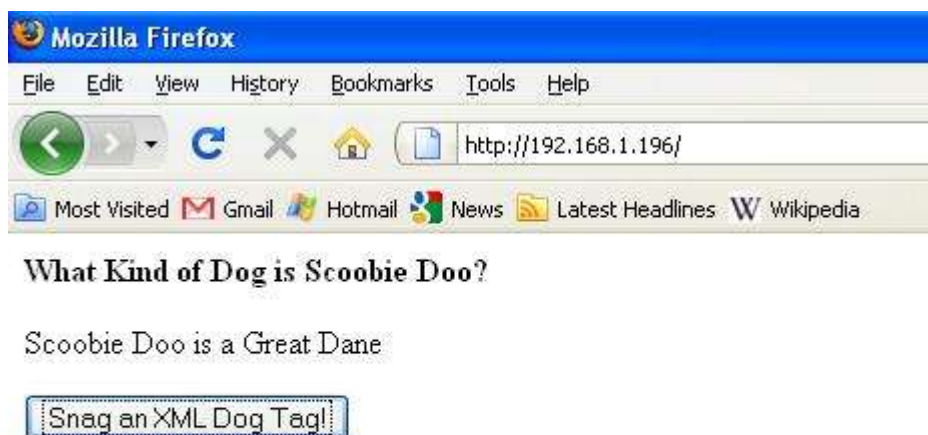 Mozilla Firefox
File Edit View History Bookmarks Tools Help
http://192.168.1.196/
Most Visited Gmail Hotmail News Latest Headlines W Wikipedia
What Kind of Dog is Scoobie Doo?
Scoobie Doo is a Great Dane
Snag an XML Dog Tag!